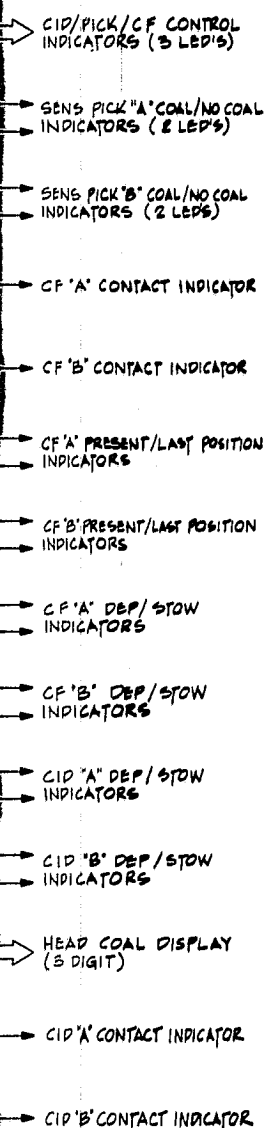 CID/PICK/CF CONTROL
INDICATORS (3 LED'S)
SENS PICK "A" COAL/NO COAL
INDICATORS (2 LED'S)
SENS PICK "B" COAL/NO COAL
INDICATORS (2 LED'S)
CF "A" CONTACT INDICATOR
CF "B" CONTACT INDICATOR
CF "A" PRESENT/LAST POSITION
INDICATORS
CF "B" PRESENT/LAST POSITION
INDICATORS
CF "A" DEP/STOW
INDICATORS
CF "B" DEP/STOW
INDICATORS
CID "A" DEP/STOW
INDICATORS
CID "B" DEP/STOW
INDICATORS
HEAD COAL DISPLAY
(3 DIGIT)
CID "A" CONTACT INDICATOR
CID "B" CONTACT INDICATOR